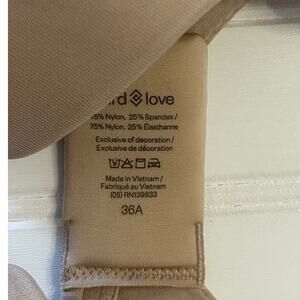 love
75% Nylon, 25% Spandex /
75% Nylon, 25% Élasthanne
Exclusive of decoration /
Exclusive de décoration
Made in Vietnam /
Fabriqué au Vietnam
(05) RN139833
36A